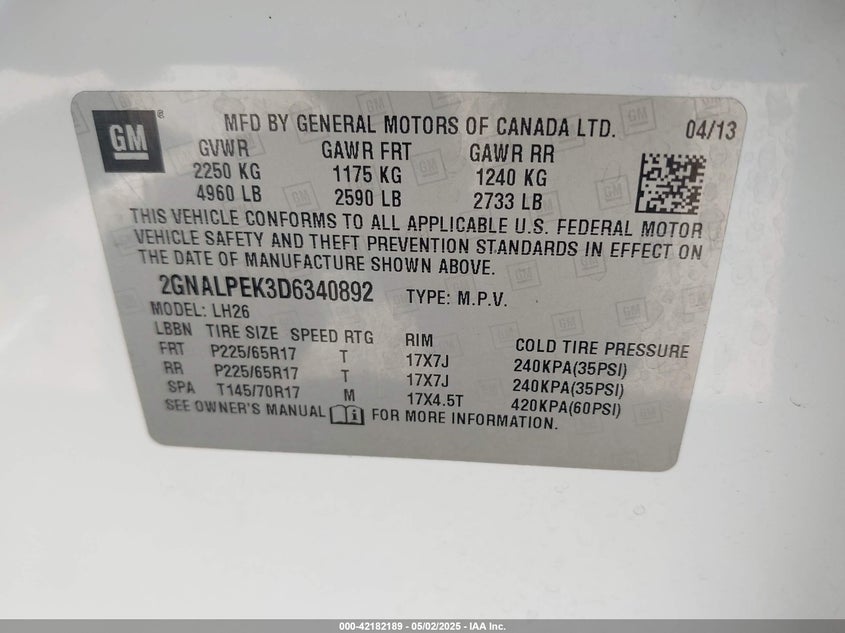 GM ® MFD BY GENERAL MOTORS OF CANADA LTD. 04/13
GVWR GAWR FRT GAWR RR
2250 KG 1175 KG 1240 KG
4960 LB 2590 LB 2733 LB
THIS VEHICLE CONFORMS TO ALL APPLICABLE U.S. FEDERAL MOTOR
VEHICLE SAFETY AND THEFT PREVENTION STANDARDS IN EFFECT ON
THE DATE OF MANUFACTURE SHOWN ABOVE.
2GNALPEK3D6340892 TYPE: M.P.V.
MODEL: LH26
LBBN TIRE SIZE SPEED RTG RIM COLD TIRE PRESSURE
FRT P225/65R17 T 17X7J 240KPA(35PSI)
RR P225/65R17 T 17X7J 240KPA(35PSI)
SPA T145/70R17 M 17X4.5T 420KPA(60PSI)
SEE OWNER'S MANUAL FOR MORE INFORMATION.
000-42182189 - 05/02/2025 - IAA Inc.